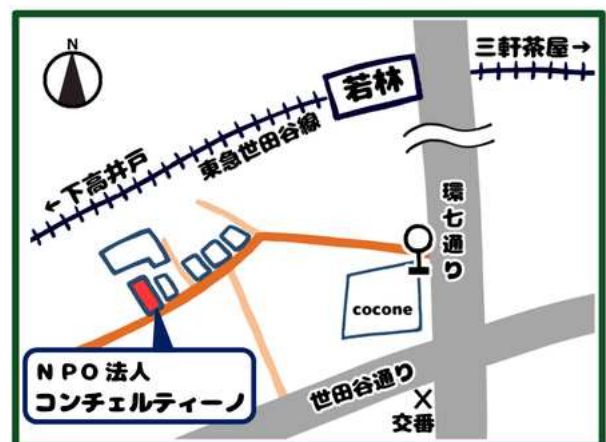 N
三軒茶屋→
若林
東急世田谷線
←下高井戸
環七通り
cocone
NPO法人
コンチェルティーノ
世田谷通り
交番